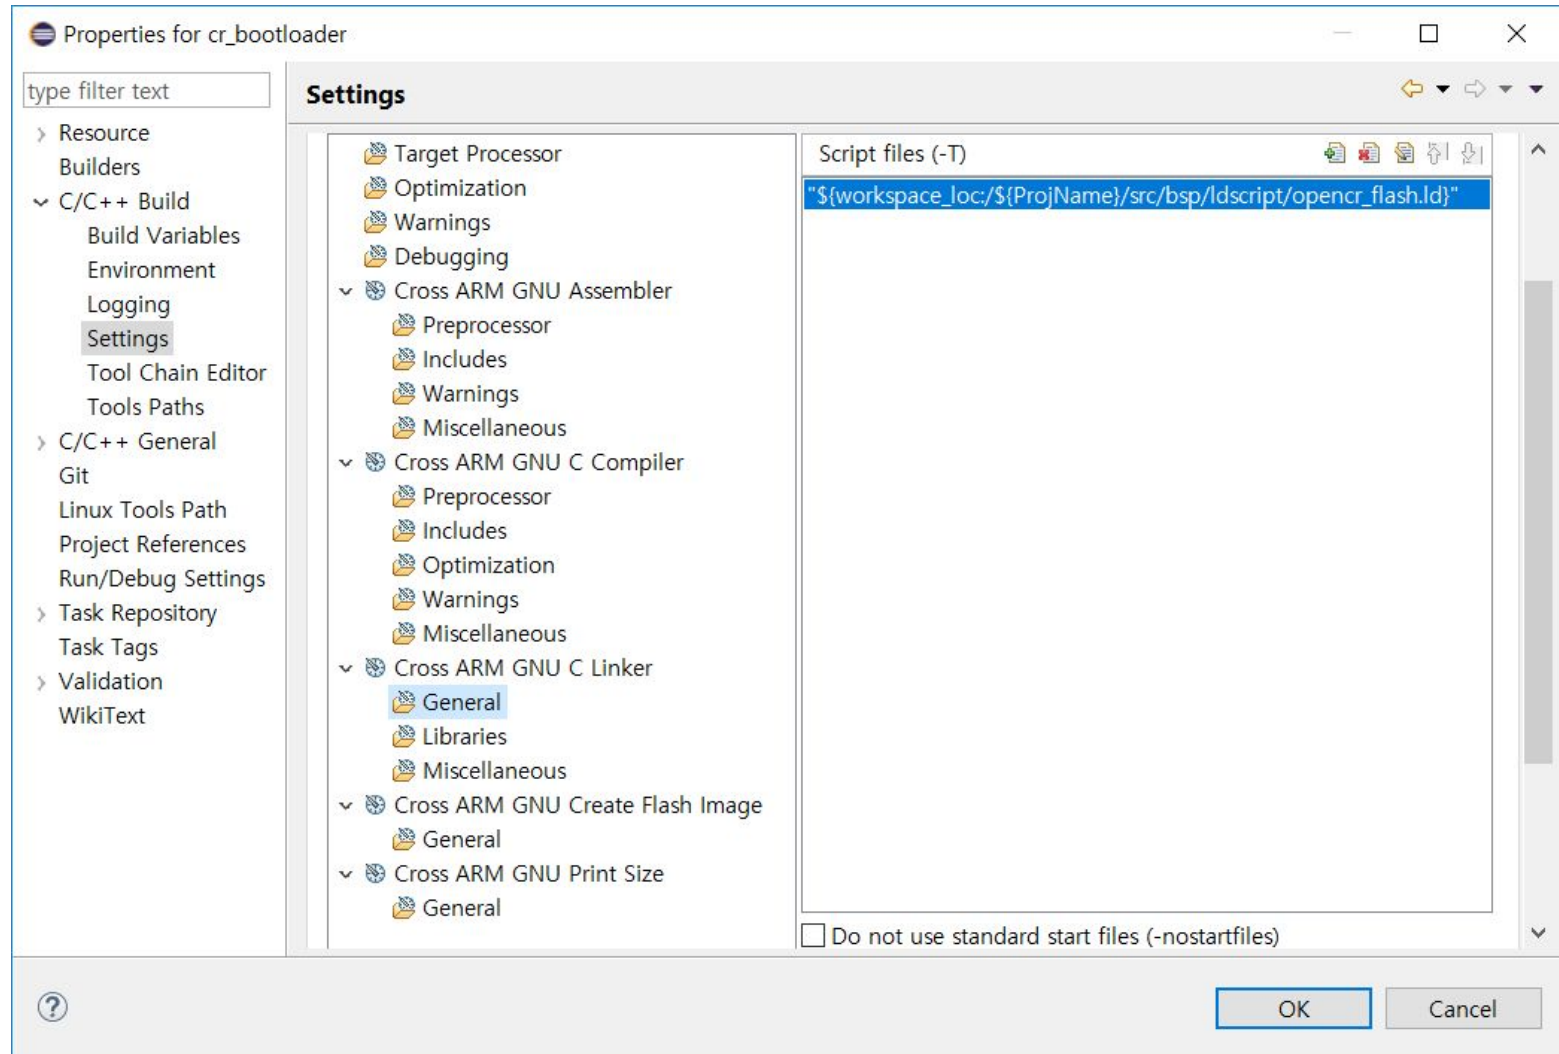 Properties for cr_bootloader
type filter text
Settings
Resource
Builders
C/C++ Build
Build Variables
Environment
Logging
Settings
Tool Chain Editor
Tools Paths
C/C++ General
Git
Linux Tools Path
Project References
Run/Debug Settings
Task Repository
Task Tags
Validation
WikiText
Target Processor
Optimization
Warnings
Debugging
Cross ARM GNU Assembler
Preprocessor
Includes
Warnings
Miscellaneous
Cross ARM GNU C Compiler
Preprocessor
Includes
Optimization
Warnings
Miscellaneous
Cross ARM GNU C Linker
General
Libraries
Miscellaneous
Cross ARM GNU Create Flash Image
General
Cross ARM GNU Print Size
General
Script files (-T)
"${workspace_loc:/${ProjName}/src/bsp/ldscript/opencr_flash.ld}"
Do not use standard start files (-nostartfiles)
OK
Cancel